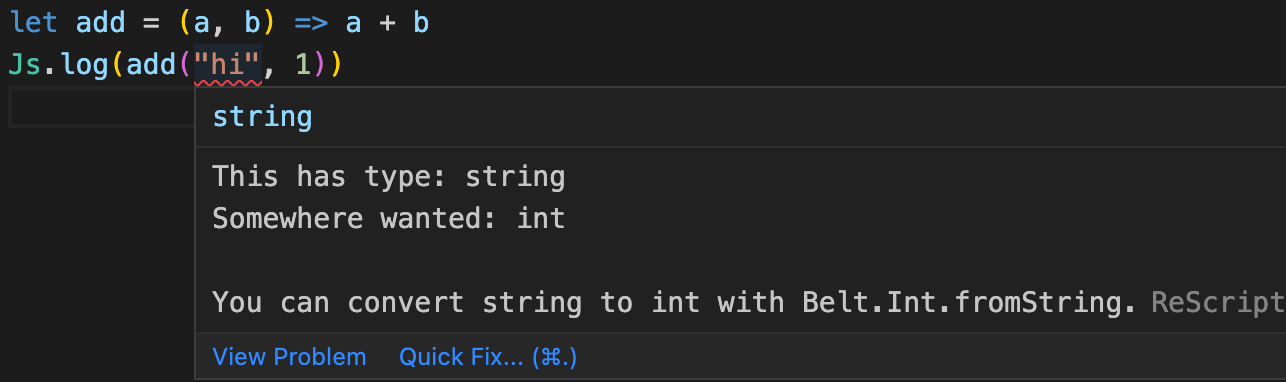 let add = (a, b) => a + b
Js.log(add("hi", 1))
string
This has type: string
Somewhere wanted: int
You can convert string to int with Belt.Int.fromString. ReScript
View Problem Quick Fix... (⌘.)